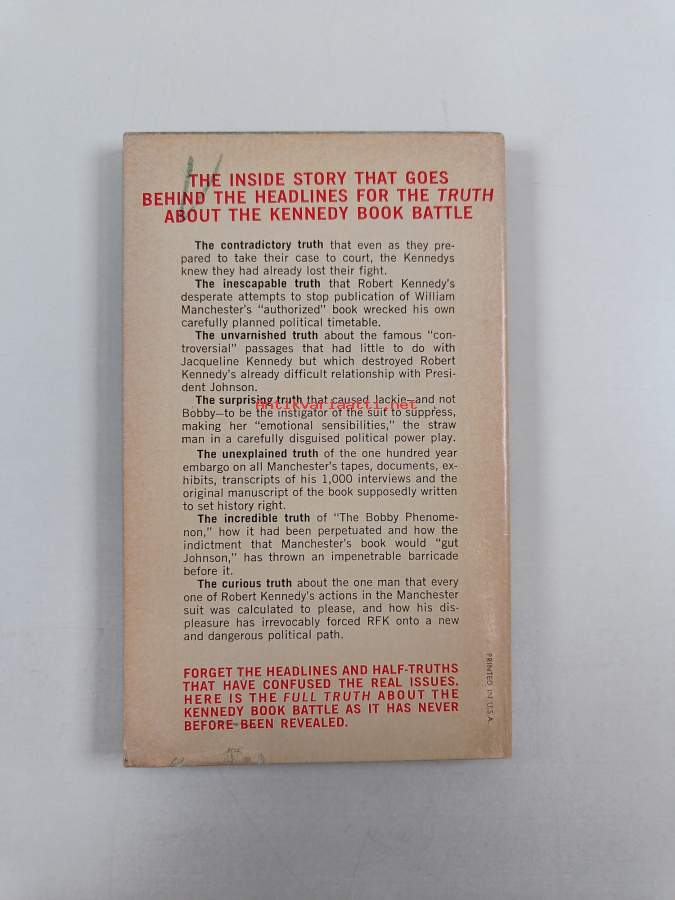 THE INSIDE STORY THAT GOES
BEHIND THE HEADLINES FOR THE TRUTH
ABOUT THE KENNEDY BOOK BATTLE
The contradictory truth that even as they pre-
pared to take their case to court, the Kennedys
knew they had already lost their fight.
The inescapable truth that Robert Kennedy's
desperate attempts to stop publication of William
Manchester's "authorized" book wrecked his own
carefully planned political timetable.
The unvarnished truth about the famous "con-
troversial" passages that had little to do with
Jacqueline Kennedy but which destroyed Robert
Kennedy's already difficult relationship with Presi-
dent Johnson.
The surprising truth that caused Jackie—and not
Antikvariaatti.net
Bobby—to be the instigator of the suit to suppress,
making her "emotional sensibilities," the straw
man in a carefully disguised political power play.
The unexplained truth of the one hundred year
embargo on all Manchester's tapes, documents, ex-
hibits, transcripts of his 1,000 interviews and the
original manuscript of the book supposedly written
to set history right.
The incredible truth of "The Bobby Phenome-
non," how it had been perpetuated and how the
indictment that Manchester's book would "gut
Johnson," has thrown an impenetrable barricade
before it.
The curious truth about the one man that every
one of Robert Kennedy's actions in the Manchester
suit was calculated to please, and how his dis-
pleasure has irrevocably forced RFK onto a new
and dangerous political path.
PRINTED IN U.S.A.
FORGET THE HEADLINES AND HALF-TRUTHS
THAT HAVE CONFUSED THE REAL ISSUES.
HERE IS THE FULL TRUTH ABOUT THE
KENNEDY BOOK BATTLE AS IT HAS NEVER
BEFORE BEEN REVEALED.